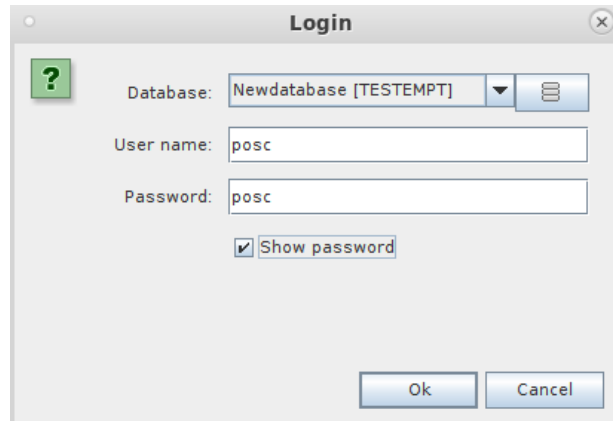 Login
?
Database: Newdatabase [TESTEMPT]
User name: posc
Password: posc
Show password
Ok Cancel